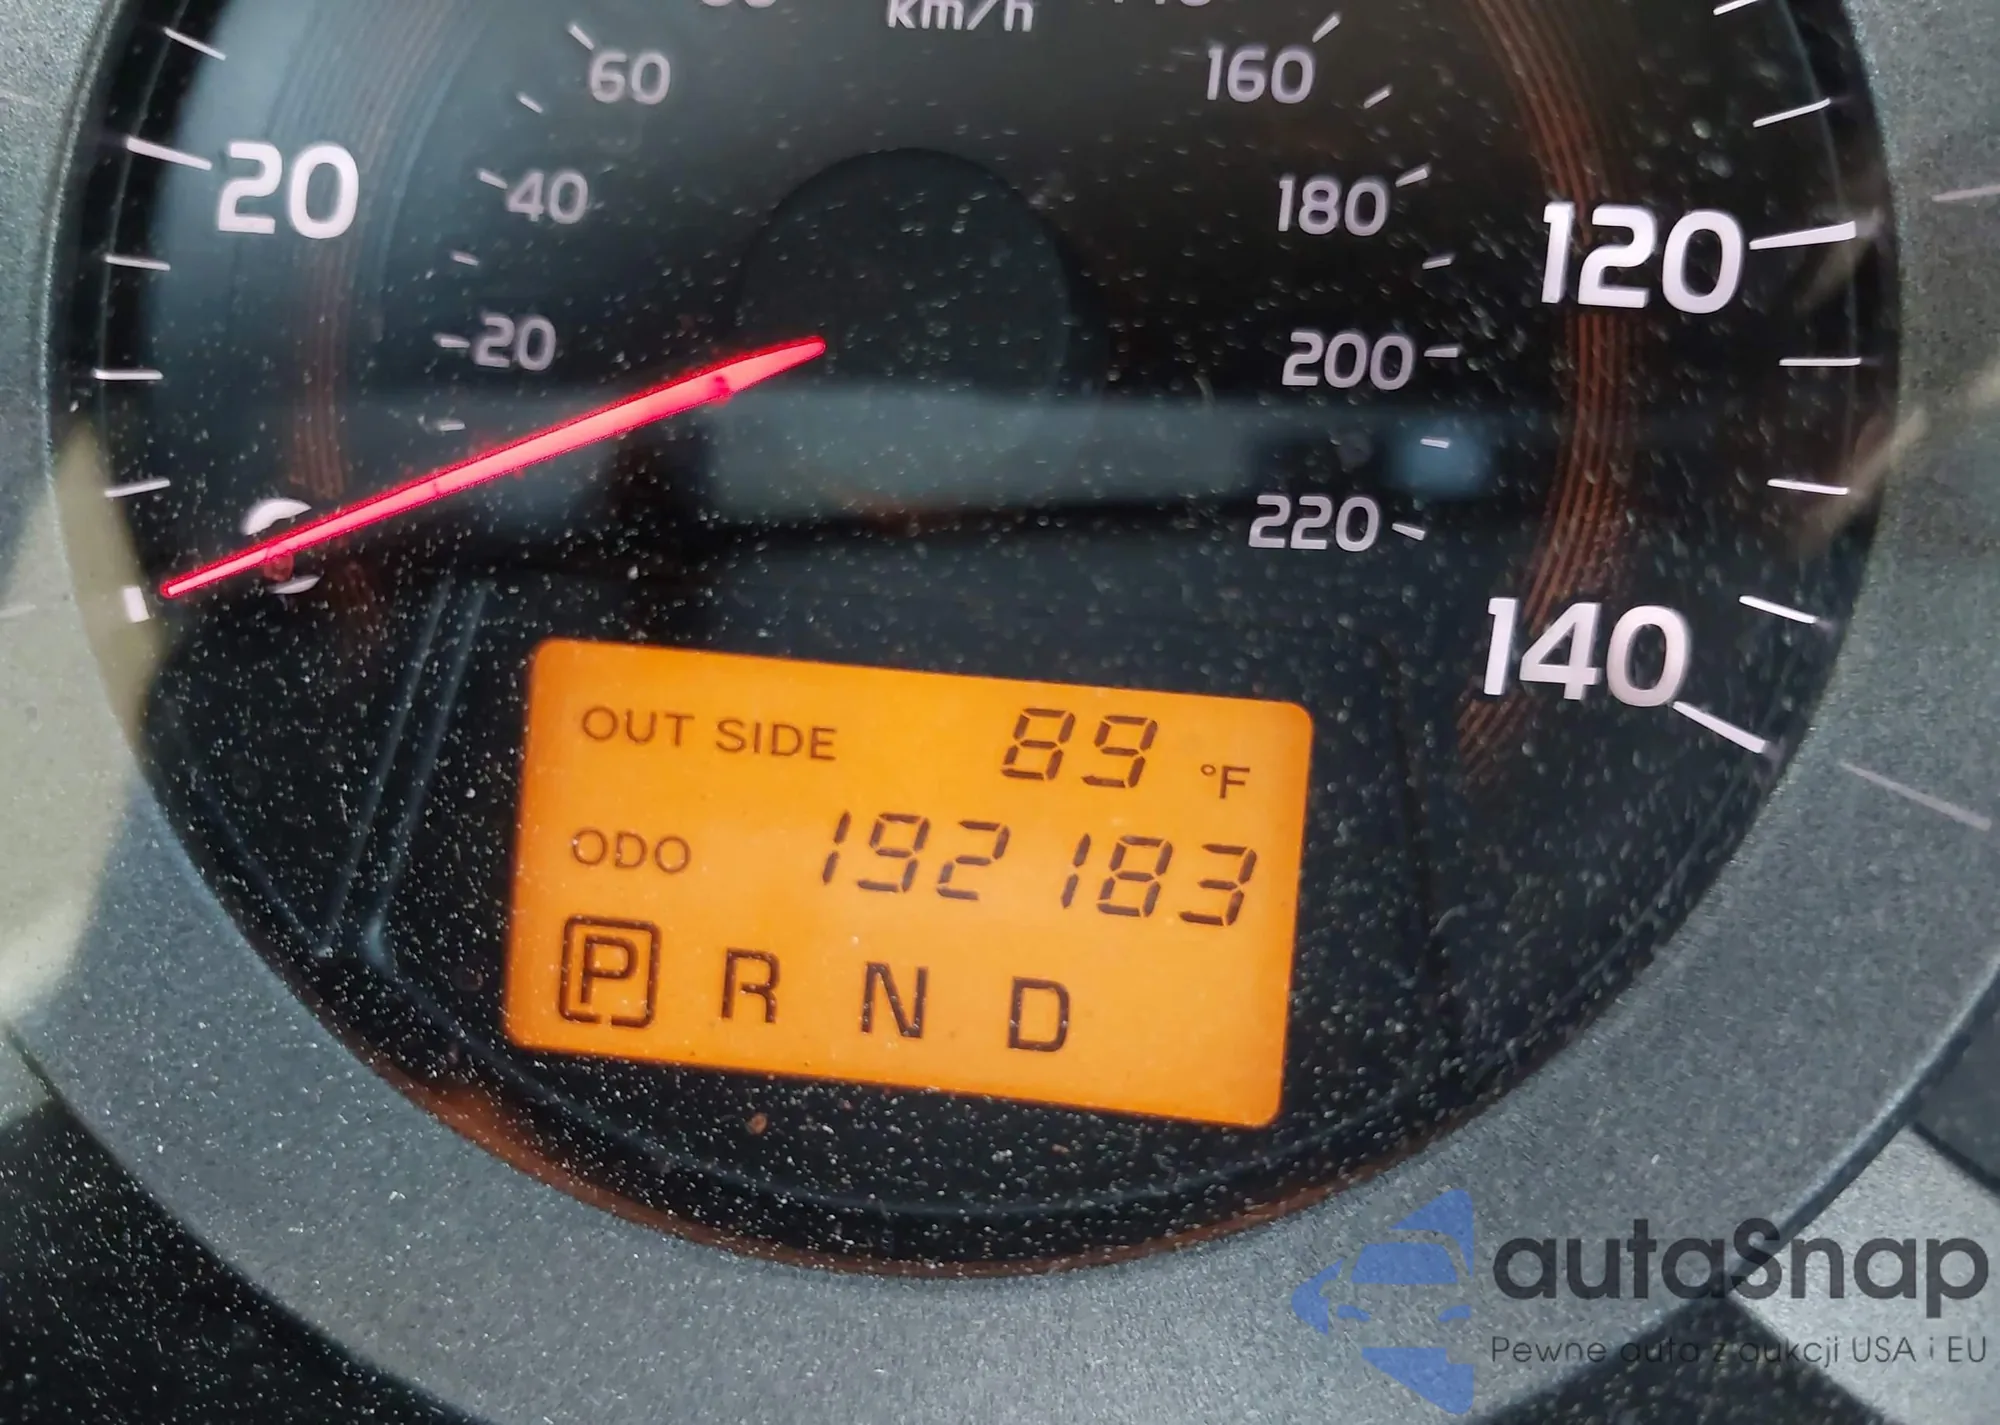 km/h
60
160
20
40
180
120
20
200
220
140
OUT SIDE 89 °F
ODO 192183
P R N D
autaSnap
Pewne auta z aukcji USA i EU